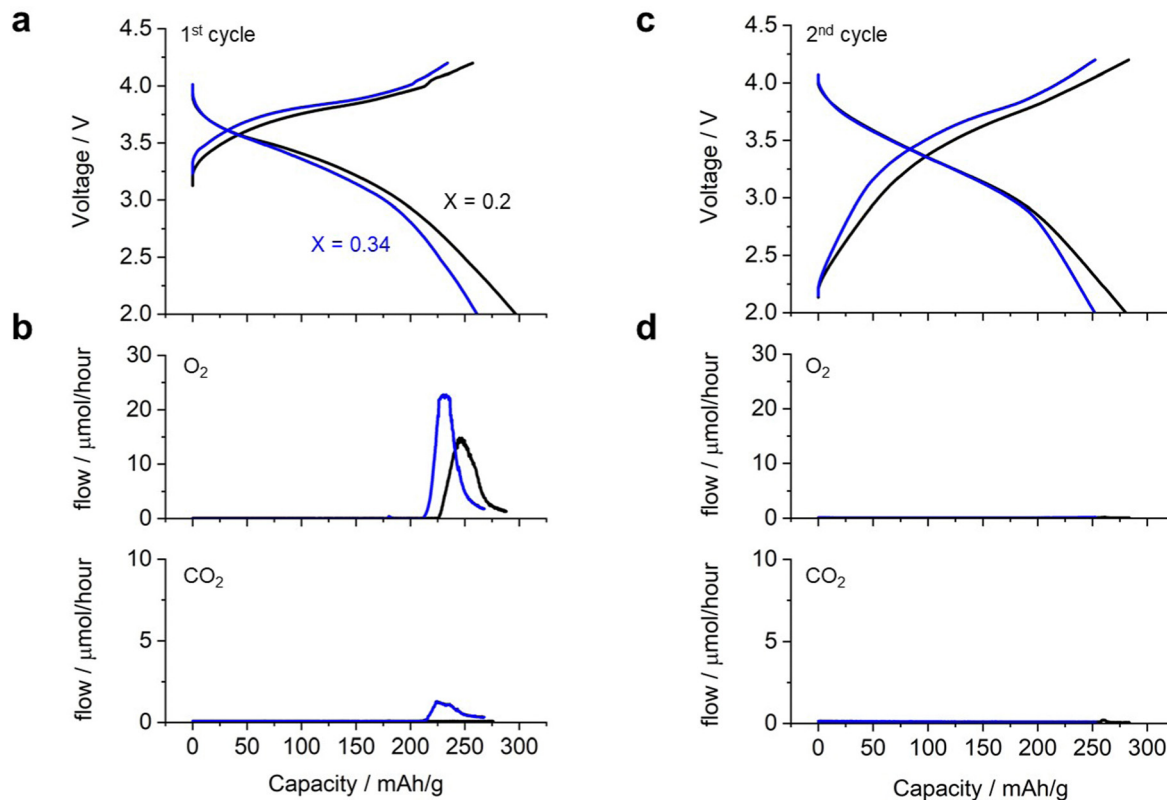 a
1st cycle
4.5
4.0
3.5
3.0
2.5
2.0
Voltage / V
X = 0.2
X = 0.34
b
O2
30
20
10
0
flow / μmol/hour
CO2
10
5
0
flow / μmol/hour
0 50 100 150 200 250 300
Capacity / mAh/g
c
2nd cycle
4.5
4.0
3.5
3.0
2.5
2.0
Voltage / V
d
O2
30
20
10
0
flow / μmol/hour
CO2
10
5
0
flow / μmol/hour
0 50 100 150 200 250 300
Capacity / mAh/g